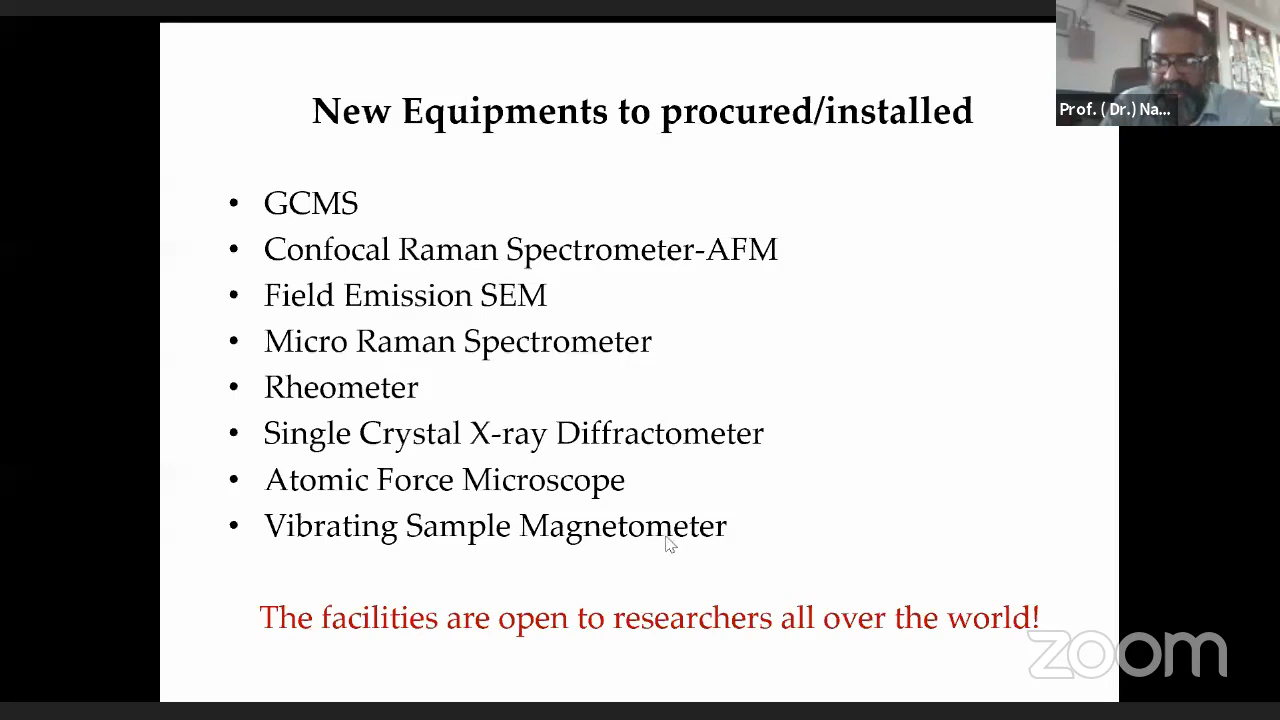 New Equipments to procured/installed
Prof. ( Dr.) Na...
• GCMS
• Confocal Raman Spectrometer-AFM
• Field Emission SEM
• Micro Raman Spectrometer
• Rheometer
• Single Crystal X-ray Diffractometer
• Atomic Force Microscope
• Vibrating Sample Magnetometer
The facilities are open to researchers all over the world!
zoom